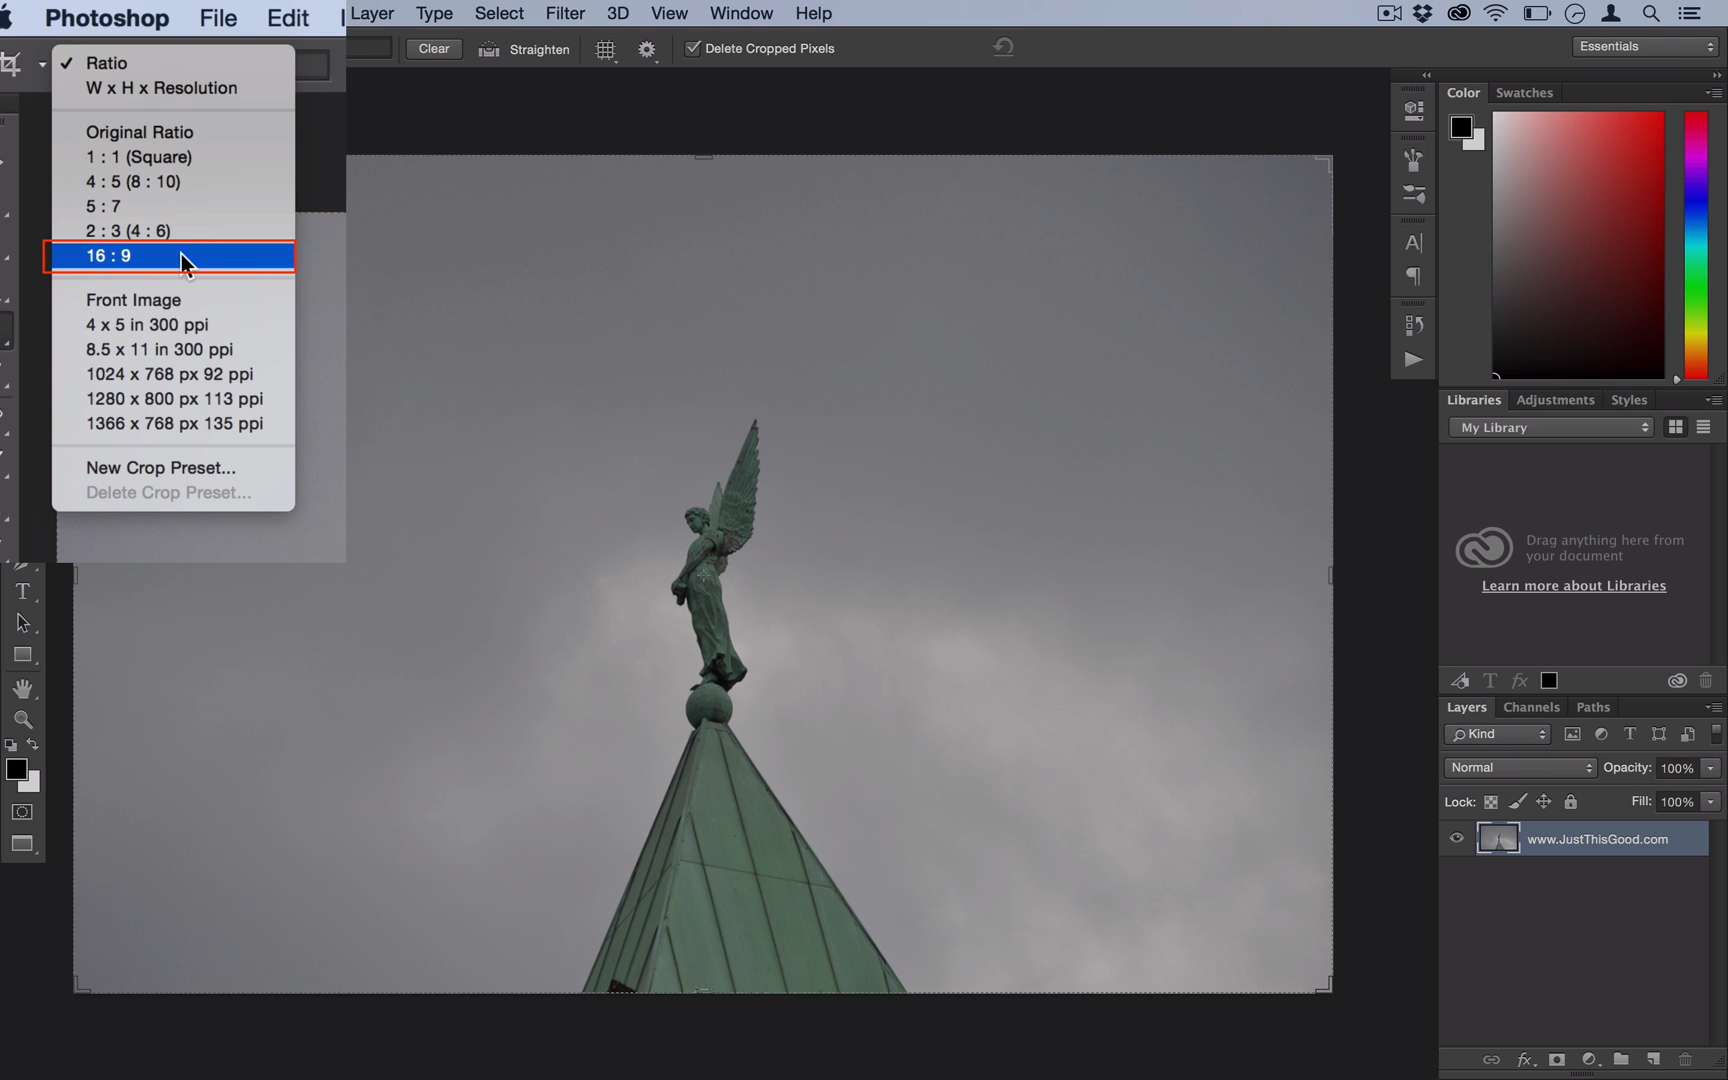 Photoshop File Edit
Layer Type Select Filter 3D View Window Help
Clear Straighten Delete Cropped Pixels Essentials
Ratio
W x H x Resolution
Original Ratio
1 : 1 (Square)
4 : 5 (8 : 10)
5 : 7
2 : 3 (4 : 6)
16 : 9
Front Image
4 x 5 in 300 ppi
8.5 x 11 in 300 ppi
1024 x 768 px 92 ppi
1280 x 800 px 113 ppi
1366 x 768 px 135 ppi
New Crop Preset...
Delete Crop Preset...
Color Swatches
Libraries Adjustments Styles
My Library
Drag anything here from
your document
Learn more about Libraries
Layers Channels Paths
Kind
Normal Opacity: 100%
Lock: Fill: 100%
www.JustThisGood.com